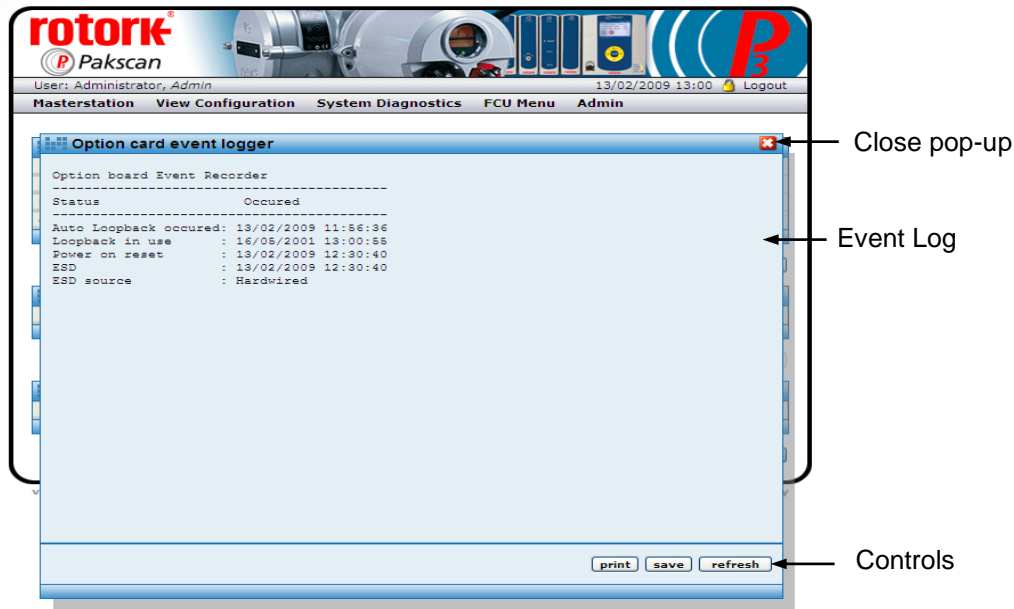 rotork®
P Pakscan
P3
User: Administrator, Admin 13/02/2009 13:00 Logout
Masterstation View Configuration System Diagnostics FCU Menu Admin
Option card event logger
Close pop-up
Option board Event Recorder
------------------------------------------
Status Occured
------------------------------------------
Auto Loopback occured: 13/02/2009 11:56:36
Loopback in use : 16/05/2001 13:00:55
Event Log
Power on reset : 13/02/2009 12:30:40
ESD : 13/02/2009 12:30:40
ESD source : Hardwired
print save refresh
Controls